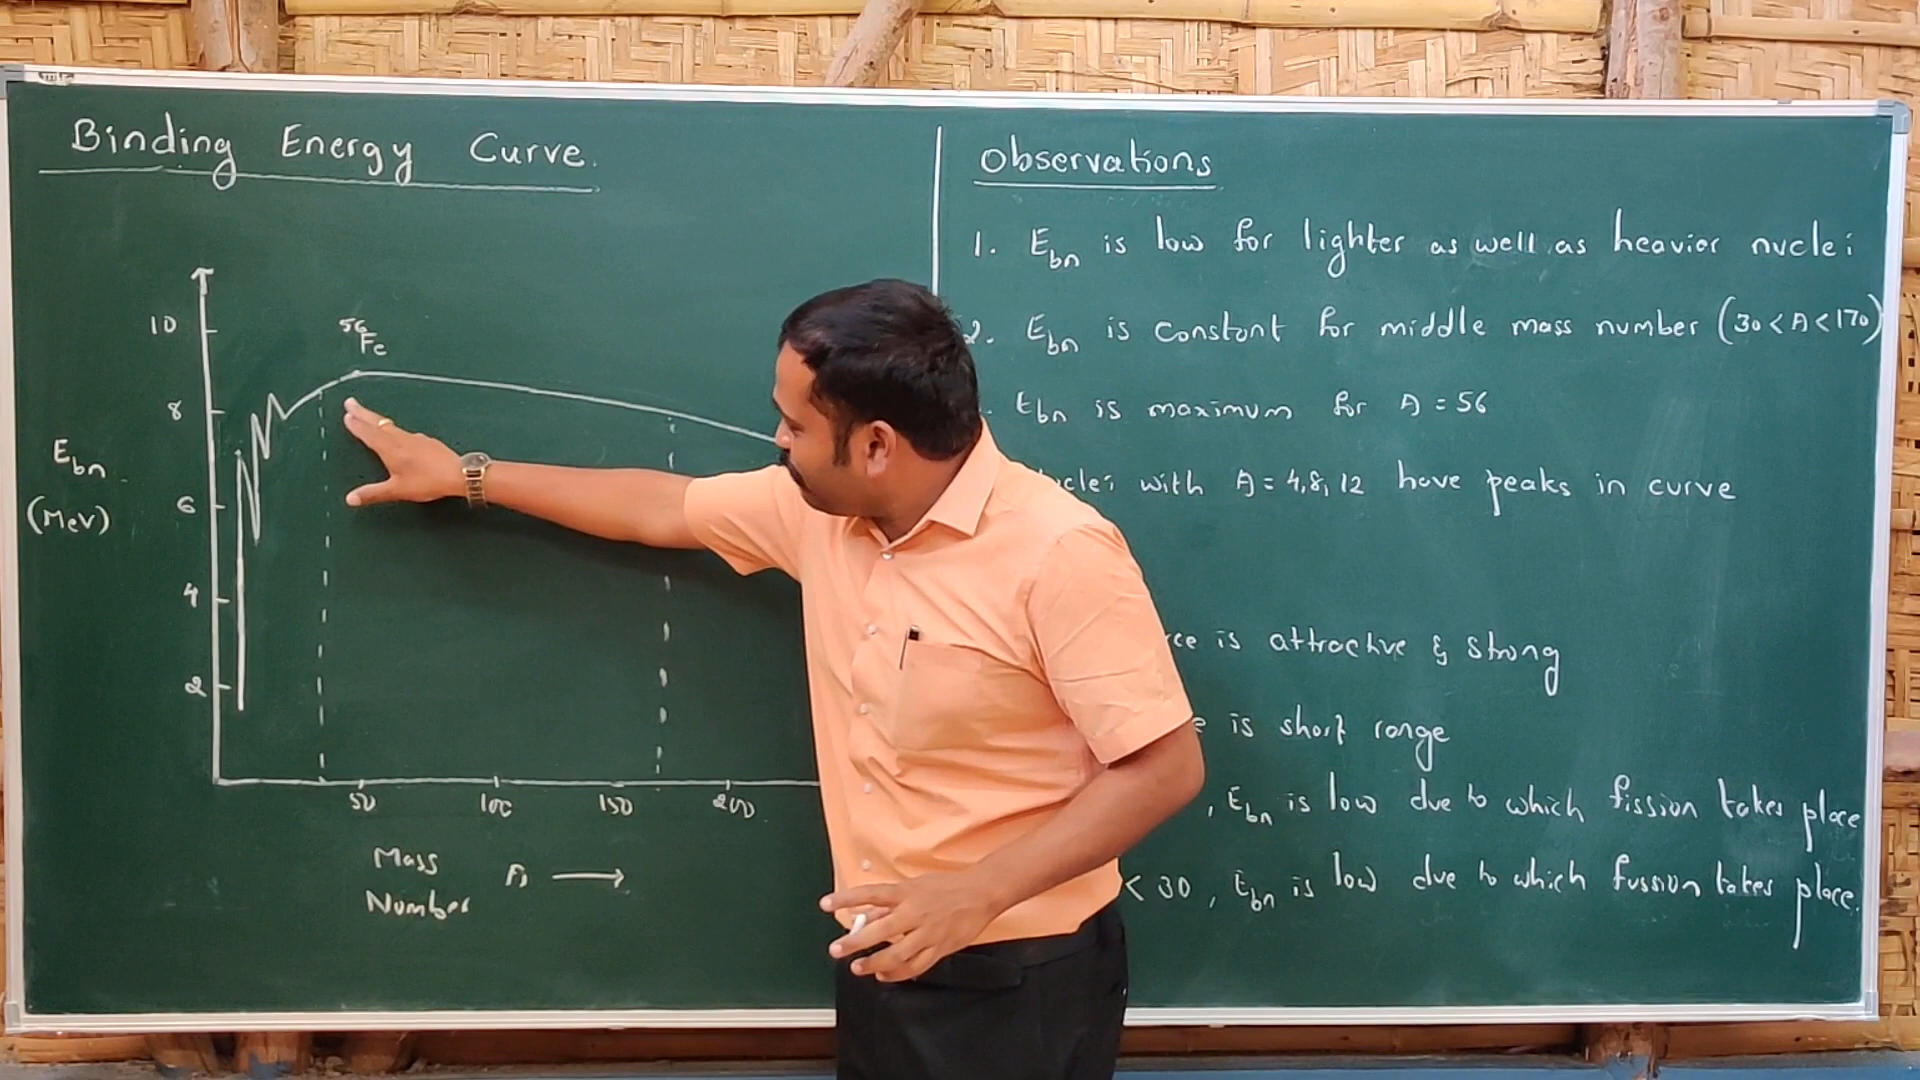 Binding Energy Curve.
10
56Fe
8
Ebn
(MeV)
6
4
2
50 100 150 200
Mass A
Number
Observations
1. Ebn is low for lighter as well as heavier nuclei
2. Ebn is constant for middle mass number (30 < A < 170)
Ebn is maximum for A = 56
with A = 4, 8, 12 have peaks in curve
is attractive & strong
is short range
, Ebn is low due to which fission takes place
< 30, Ebn is low due to which fussion takes place.